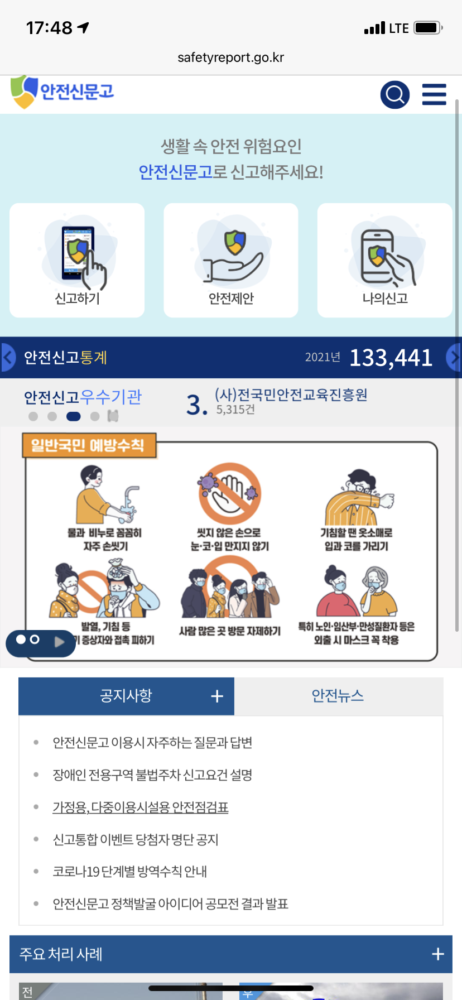 17:48
LTE
safetyreport.go.kr
안전신문고
생활 속 안전 위험요인
안전신문고로 신고해주세요!
신고하기
안전제안
나의신고
안전신고통계
2021년 133,441
안전신고우수기관
3. (사)전국민안전교육진흥원
5,315건
일반국민 예방수칙
물과 비누로 꼼꼼히
자주 손씻기
씻지 않은 손으로
눈·코·입 만지지 않기
기침할 땐 옷소매로
입과 코를 가리기
발열, 기침 등
증상자와 접촉 피하기
사람 많은 곳 방문 자제하기
특히 노인·임산부·만성질환자 등은
외출 시 마스크 꼭 착용
공지사항 +
안전뉴스
안전신문고 이용시 자주하는 질문과 답변
장애인 전용구역 불법주차 신고요건 설명
가정용, 다중이용시설용 안전점검표
신고통합 이벤트 당첨자 명단 공지
코로나19 단계별 방역수칙 안내
안전신문고 정책발굴 아이디어 공모전 결과 발표
주요 처리 사례 +
전